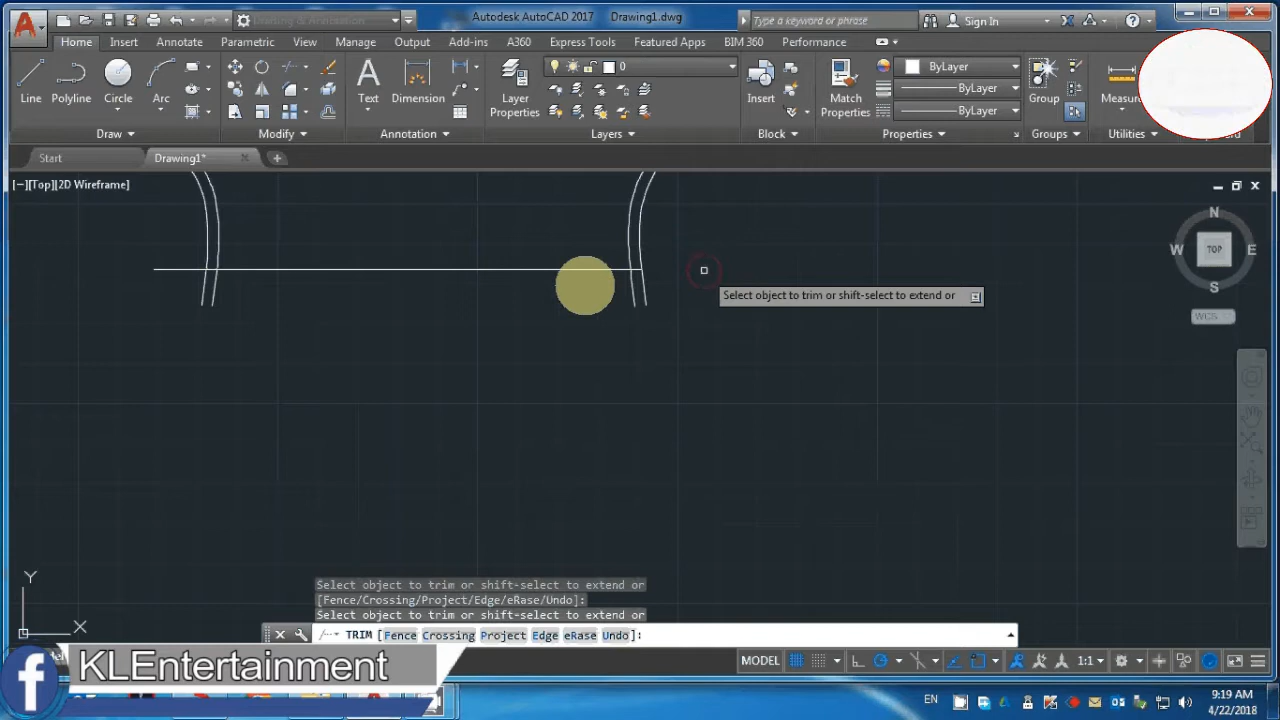 Autodesk AutoCAD 2017 Drawing1.dwg
Type a keyword or phrase
Sign In
Home Insert Annotate Parametric View Manage Output Add-ins A360 Express Tools Featured Apps BIM 360 Performance
0
ByLayer
ByLayer
ByLayer
Line Polyline Circle Arc
Text Dimension
Layer Properties
Insert
Match Properties
Group
Measure
Draw Modify Annotation Layers Block Properties Groups Utilities
Start Drawing1*
[−][Top][2D Wireframe]
N
W TOP E
S
WCS
Select object to trim or shift-select to extend or
Y
X
Select object to trim or shift-select to extend or
[Fence/Crossing/Project/Edge/eRase/Undo]:
Select object to trim or shift-select to extend or
TRIM [Fence Crossing Project Edge eRase Undo]:
MODEL
1:1
KLEntertainment
EN
9:19 AM
4/22/2018